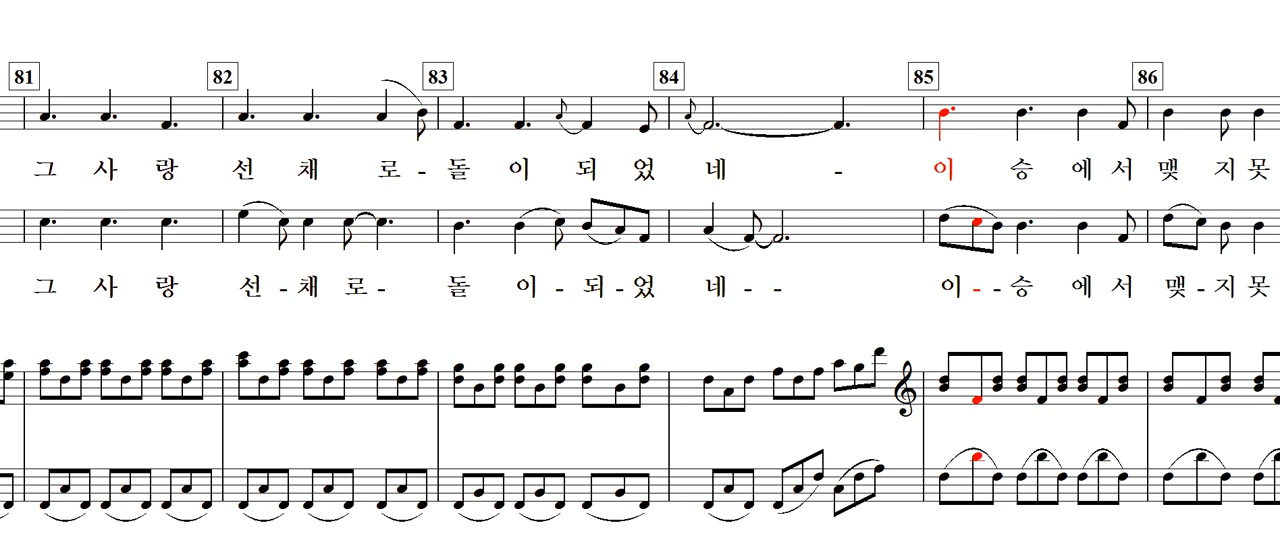 81 82 83 84 85 86
그 사 랑 선 채 로 - 돌 이 되 었 네 - 이 승 에 서 맺 지 못
그 사 랑 선 - 채 로 - 돌 이 - 되 - 었 네 - - 이 - - 승 에 서 맺 - 지 못